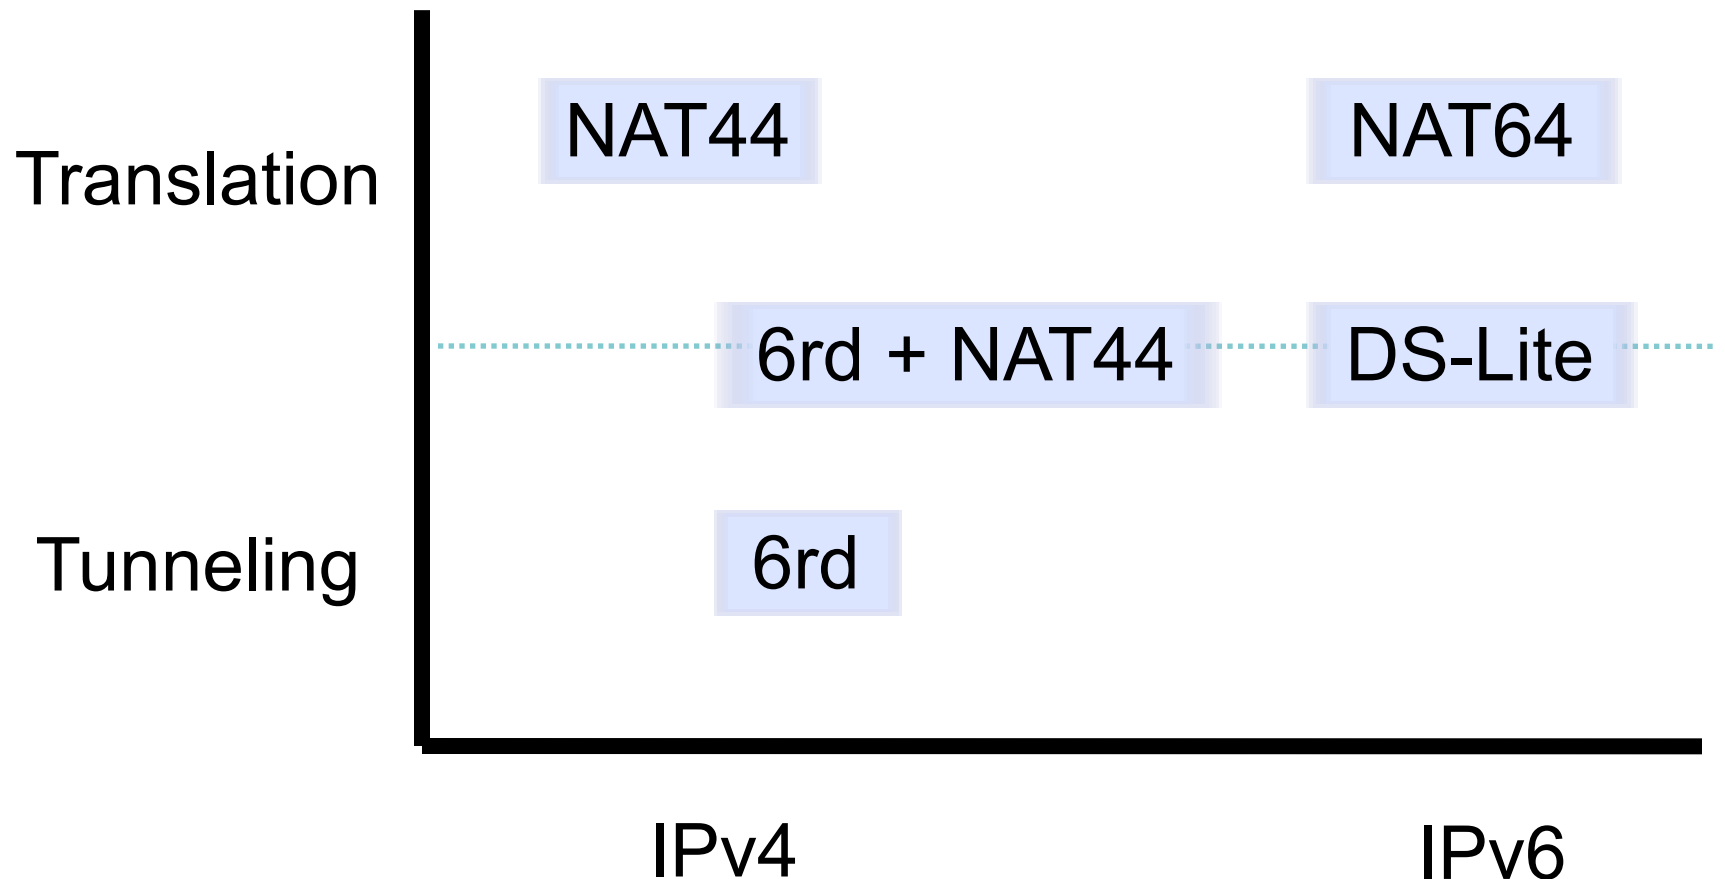 NAT44 NAT64
Translation
6rd + NAT44 DS-Lite
6rd
Tunneling
IPv4 IPv6